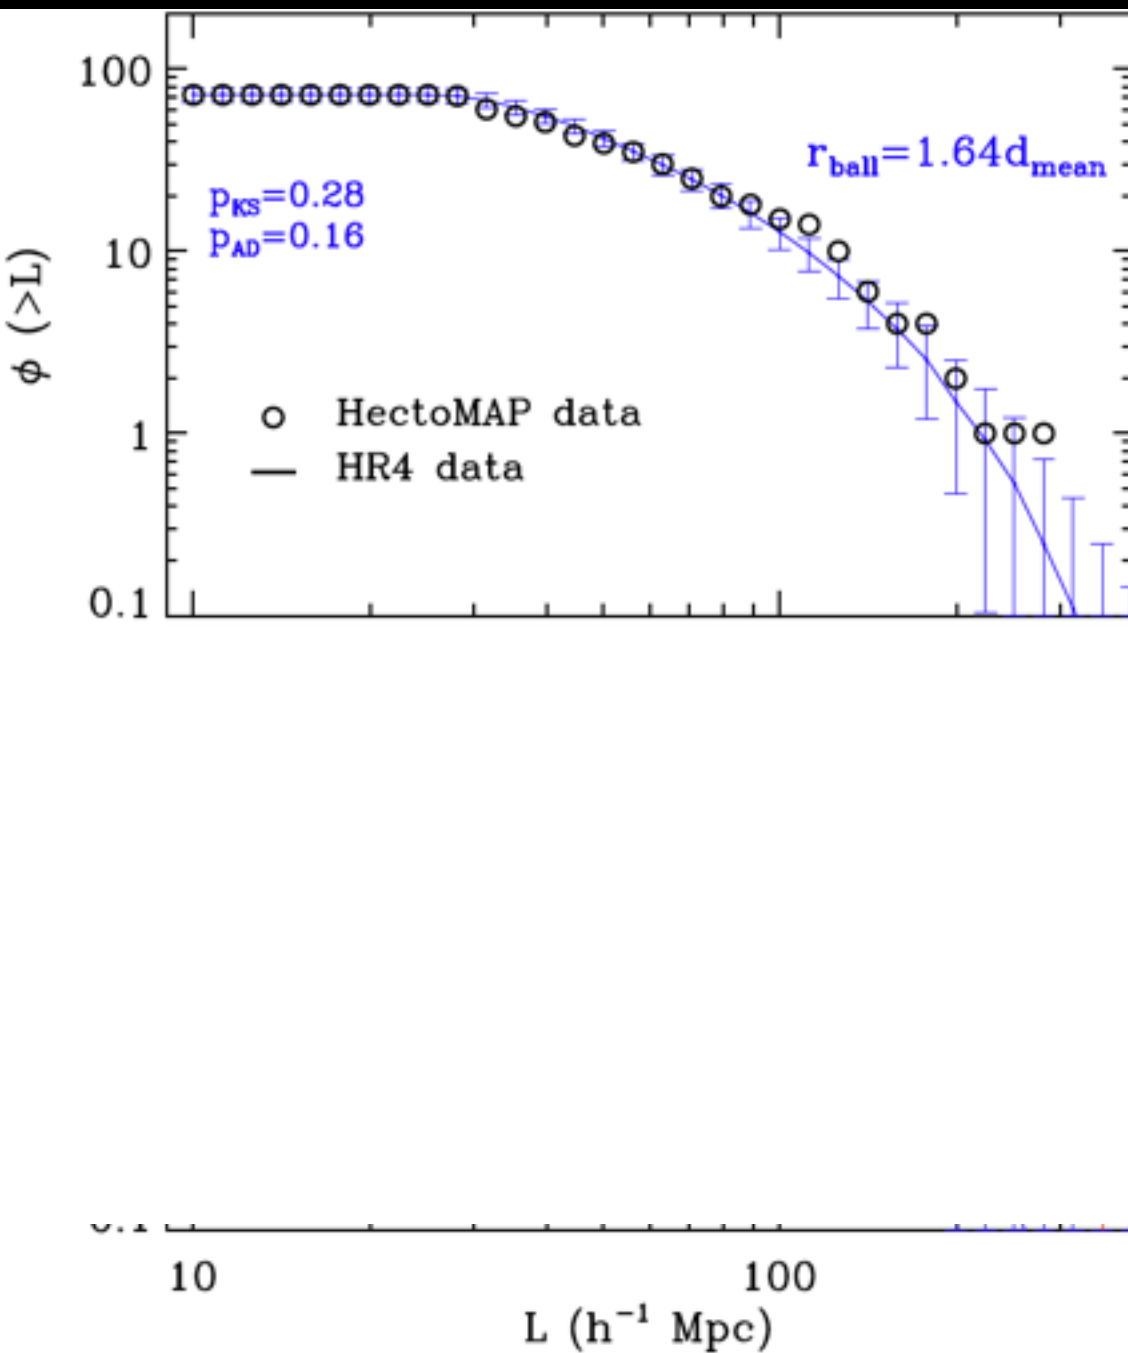 100
r_ball=1.64d_mean
p_KS=0.28
p_AD=0.16
10
ϕ (>L)
HectoMAP data
1
HR4 data
0.1
10 100
L (h⁻¹ Mpc)